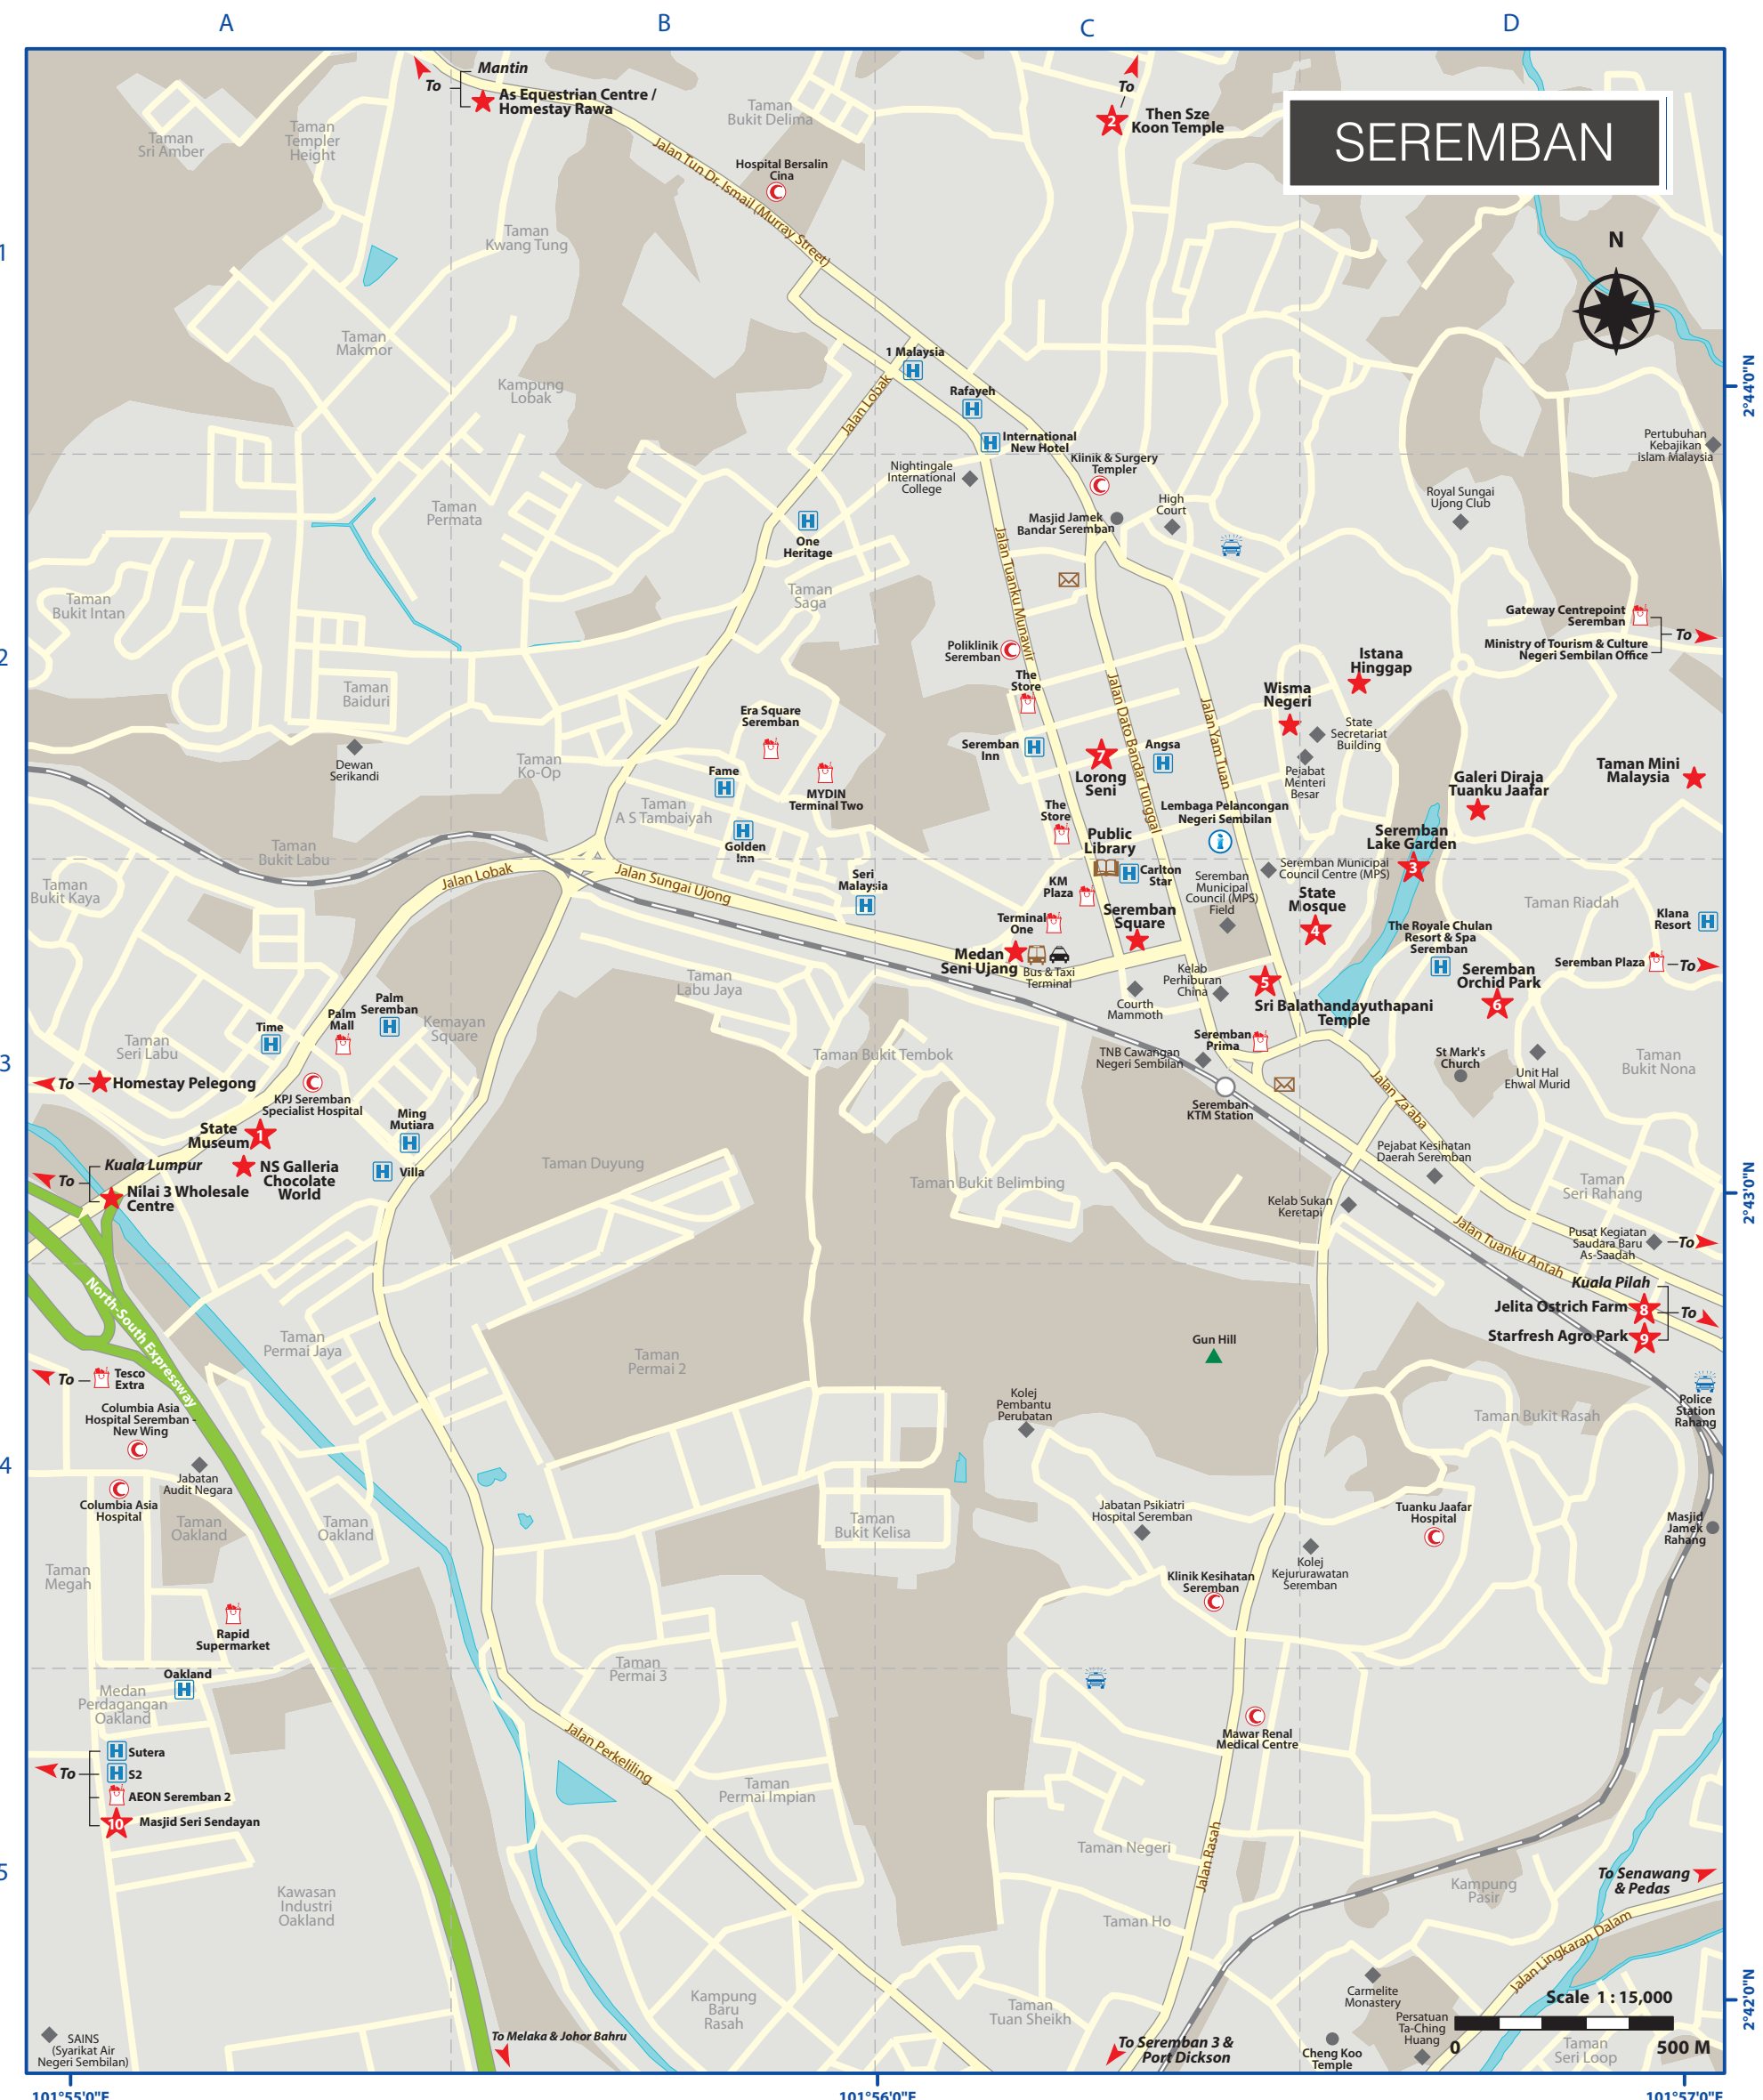 A
B
C
D
1
2
3
4
5
SEREMBAN
N
Mantin
To
As Equestrian Centre /
Homestay Rawa
To
2
Then Sze
Koon Temple
Taman
Sri Amber
Taman
Templer
Height
Taman
Bukit Delima
Hospital Bersalin
Cina
Jalan Tun Dr. Ismail (Murray Street)
Taman
Kwang Tung
Taman
Makmor
Kampung
Lobak
Jalan Lobak
1 Malaysia
Rafayeh
International
New Hotel
Klinik & Surgery
Templer
Nightingale
International
College
Masjid Jamek
Bandar Seremban
High
Court
Royal Sungai
Ujong Club
Pertubuhan
Kebajikan
Islam Malaysia
2°44'0"N
Taman
Permata
One
Heritage
Taman
Saga
Taman
Bukit Intan
Jalan Tuanku Munawir
Poliklinik
Seremban
The
Store
Jalan Dato Bandar Tunggal
Jalan Yam Tuan
Gateway Centrepoint
Seremban
Ministry of Tourism & Culture
Negeri Sembilan Office
To
Istana
Hinggap
Wisma
Negeri
State
Secretariat
Building
Pejabat
Menteri
Besar
Taman
Baiduri
Dewan
Serikandi
Taman
Ko-Op
Era Square
Seremban
Fame
MYDIN
Terminal Two
Taman
A S Tambaiyah
Golden
Inn
Seremban
Inn
7
Lorong
Seni
Angsa
The
Store
Lembaga Pelancongan
Negeri Sembilan
Public
Library
Carlton
Star
Galeri Diraja
Tuanku Jaafar
Taman Mini
Malaysia
Seremban
Lake Garden
3
Seremban Municipal
Council Centre (MPS)
Seremban
Municipal
Council (MPS)
Field
State
Mosque
4
Taman
Bukit Labu
Taman
Bukit Kaya
Jalan Lobak
Jalan Sungai Ujong
Seri
Malaysia
KM
Plaza
Terminal
One
Seremban
Square
Medan
Seni Ujang
Bus & Taxi
Terminal
Courth
Mammoth
Kelab
Perhiburan
China
5
Sri Balathandayuthapani
Temple
The Royale Chulan
Resort & Spa
Seremban
Seremban
Orchid Park
6
Taman Riadah
Klana
Resort
Seremban Plaza
To
Taman
Labu Jaya
Palm
Seremban
Palm
Mall
Time
Kemayan
Square
Taman
Seri Labu
To
Homestay Pelegong
KPJ Seremban
Specialist Hospital
Ming
Mutiara
State
Museum
1
NS Galleria
Chocolate
World
Villa
Kuala Lumpur
To
Nilai 3 Wholesale
Centre
Taman Bukit Tembok
Seremban
Prima
TNB Cawangan
Negeri Sembilan
Seremban
KTM Station
St Mark's
Church
Unit Hal
Ehwal Murid
Taman
Bukit Nona
Jalan Za'aba
Pejabat Kesihatan
Daerah Seremban
Taman Duyung
Taman Bukit Belimbing
Kelab Sukan
Keretapi
Taman
Seri Rahang
2°43'0"N
Jalan Tuanku Antah
Pusat Kegiatan
Saudara Baru
As-Saadah
To
Kuala Pilah
Jelita Ostrich Farm
8
To
Starfresh Agro Park
9
North-South Expressway
Taman
Permai Jaya
Taman
Permai 2
Gun Hill
To
Tesco
Extra
Columbia Asia
Hospital Seremban -
New Wing
Jabatan
Audit Negara
Columbia Asia
Hospital
Taman
Oakland
Taman
Oakland
Taman
Megah
Kolej
Pembantu
Perubatan
Police
Station
Rahang
Taman Bukit Rasah
Jabatan Psikiatri
Hospital Seremban
Tuanku Jaafar
Hospital
Masjid
Jamek
Rahang
Taman
Bukit Kelisa
Kolej
Kejururawatan
Seremban
Klinik Kesihatan
Seremban
Rapid
Supermarket
Oakland
Medan
Perdagangan
Oakland
Taman
Permai 3
Mawar Renal
Medical Centre
Sutera
To
S2
AEON Seremban 2
10
Masjid Seri Sendayan
Jalan Perkeliling
Taman
Permai Impian
Taman Negeri
Jalan Rasah
Kawasan
Industri
Oakland
Taman Ho
Kampung
Pasir
To Senawang
& Pedas
Jalan Lingkaran Dalam
Carmelite
Monastery
Kampung
Baru
Rasah
Taman
Tuan Sheikh
To Seremban 3 &
Port Dickson
To Melaka & Johor Bahru
SAINS
(Syarikat Air
Negeri Sembilan)
Persatuan
Ta-Ching
Huang
Cheng Koo
Temple
Taman
Seri Loop
Scale 1 : 15,000
0
500 M
2°42'0"N
101°55'0"E
101°56'0"E
101°57'0"E